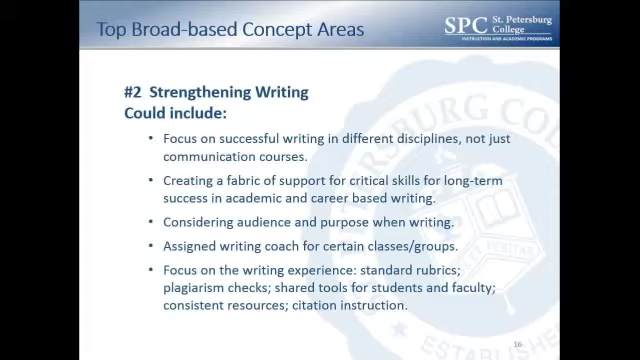 Top Broad-based Concept Areas
SPC St. Petersburg
College
INSTRUCTION AND ACADEMIC PROGRAMS
#2 Strengthening Writing
Could include:
• Focus on successful writing in different disciplines, not just
communication courses.
• Creating a fabric of support for critical skills for long-term
success in academic and career based writing.
• Considering audience and purpose when writing.
• Assigned writing coach for certain classes/groups.
• Focus on the writing experience: standard rubrics;
plagiarism checks; shared tools for students and faculty;
consistent resources; citation instruction.
16